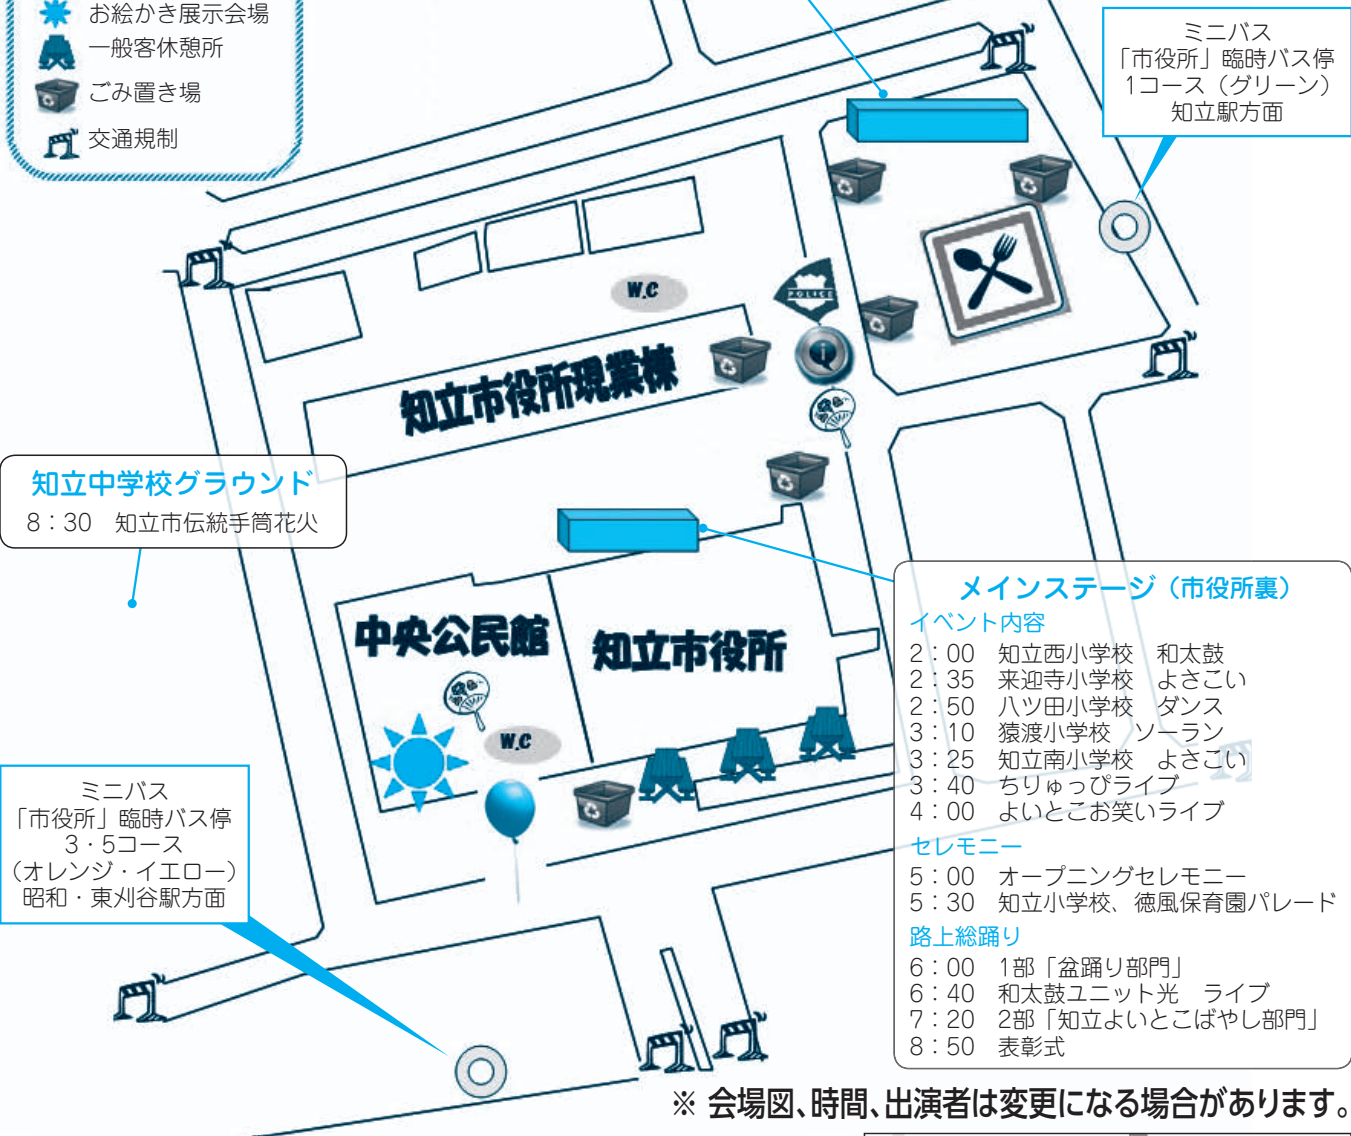 お絵かき展示会場
一般客休憩所
ごみ置き場
交通規制
ミニバス
「市役所」臨時バス停
1コース（グリーン）
知立駅方面
W.C
POLICE
i
知立市役所現業棟
知立中学校グラウンド
8：30　知立市伝統手筒花火
中央公民館
知立市役所
W.C
メインステージ（市役所裏）
イベント内容
2：00　知立西小学校　和太鼓
2：35　来迎寺小学校　よさこい
2：50　八ツ田小学校　ダンス
3：10　猿渡小学校　ソーラン
3：25　知立南小学校　よさこい
3：40　ちりゅっぴライブ
4：00　よいとこお笑いライブ
セレモニー
5：00　オープニングセレモニー
5：30　知立小学校、徳風保育園パレード
路上総踊り
6：00　1部「盆踊り部門」
6：40　和太鼓ユニット光　ライブ
7：20　2部「知立よいとこばやし部門」
8：50　表彰式
ミニバス
「市役所」臨時バス停
3・5コース
（オレンジ・イエロー）
昭和・東刈谷駅方面
※ 会場図、時間、出演者は変更になる場合があります。